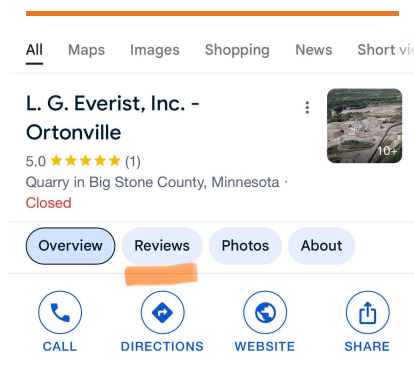 All Maps Images Shopping News Short vi
L. G. Everist, Inc. -
Ortonville
10+
5.0 ★★★★★ (1)
Quarry in Big Stone County, Minnesota ·
Closed
Overview Reviews Photos About
CALL DIRECTIONS WEBSITE SHARE